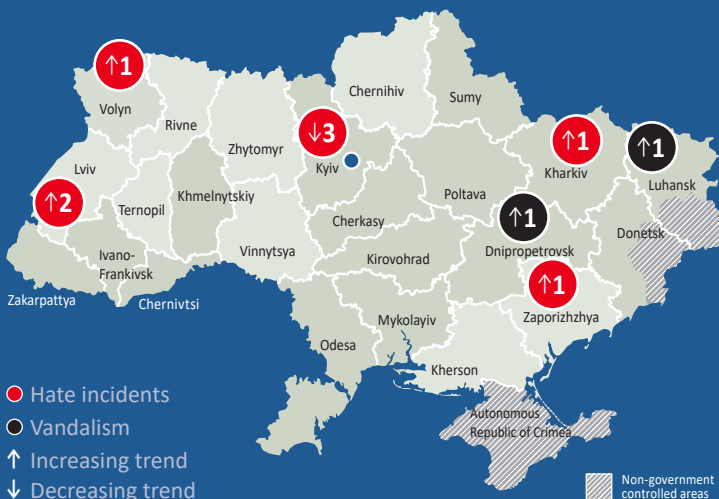 ↑1
Volyn
Rivne
Zhytomyr
Chernihiv
Sumy
↓3
Kyiv
↑1
Kharkiv
↑1
Luhansk
Lviv
↑2
Ternopil
Khmelnytskiy
Poltava
↑1
Cherkasy
Ivano-
Frankivsk
Vinnytsya
Kirovohrad
Dnipropetrovsk
Donetsk
↑1
Zaporizhzhya
Zakarpattya
Chernivtsi
Mykolayiv
Odesa
Kherson
Autonomous
Republic of Crimea
Hate incidents
Vandalism
↑ Increasing trend
↓ Decreasing trend
Non-government
controlled areas